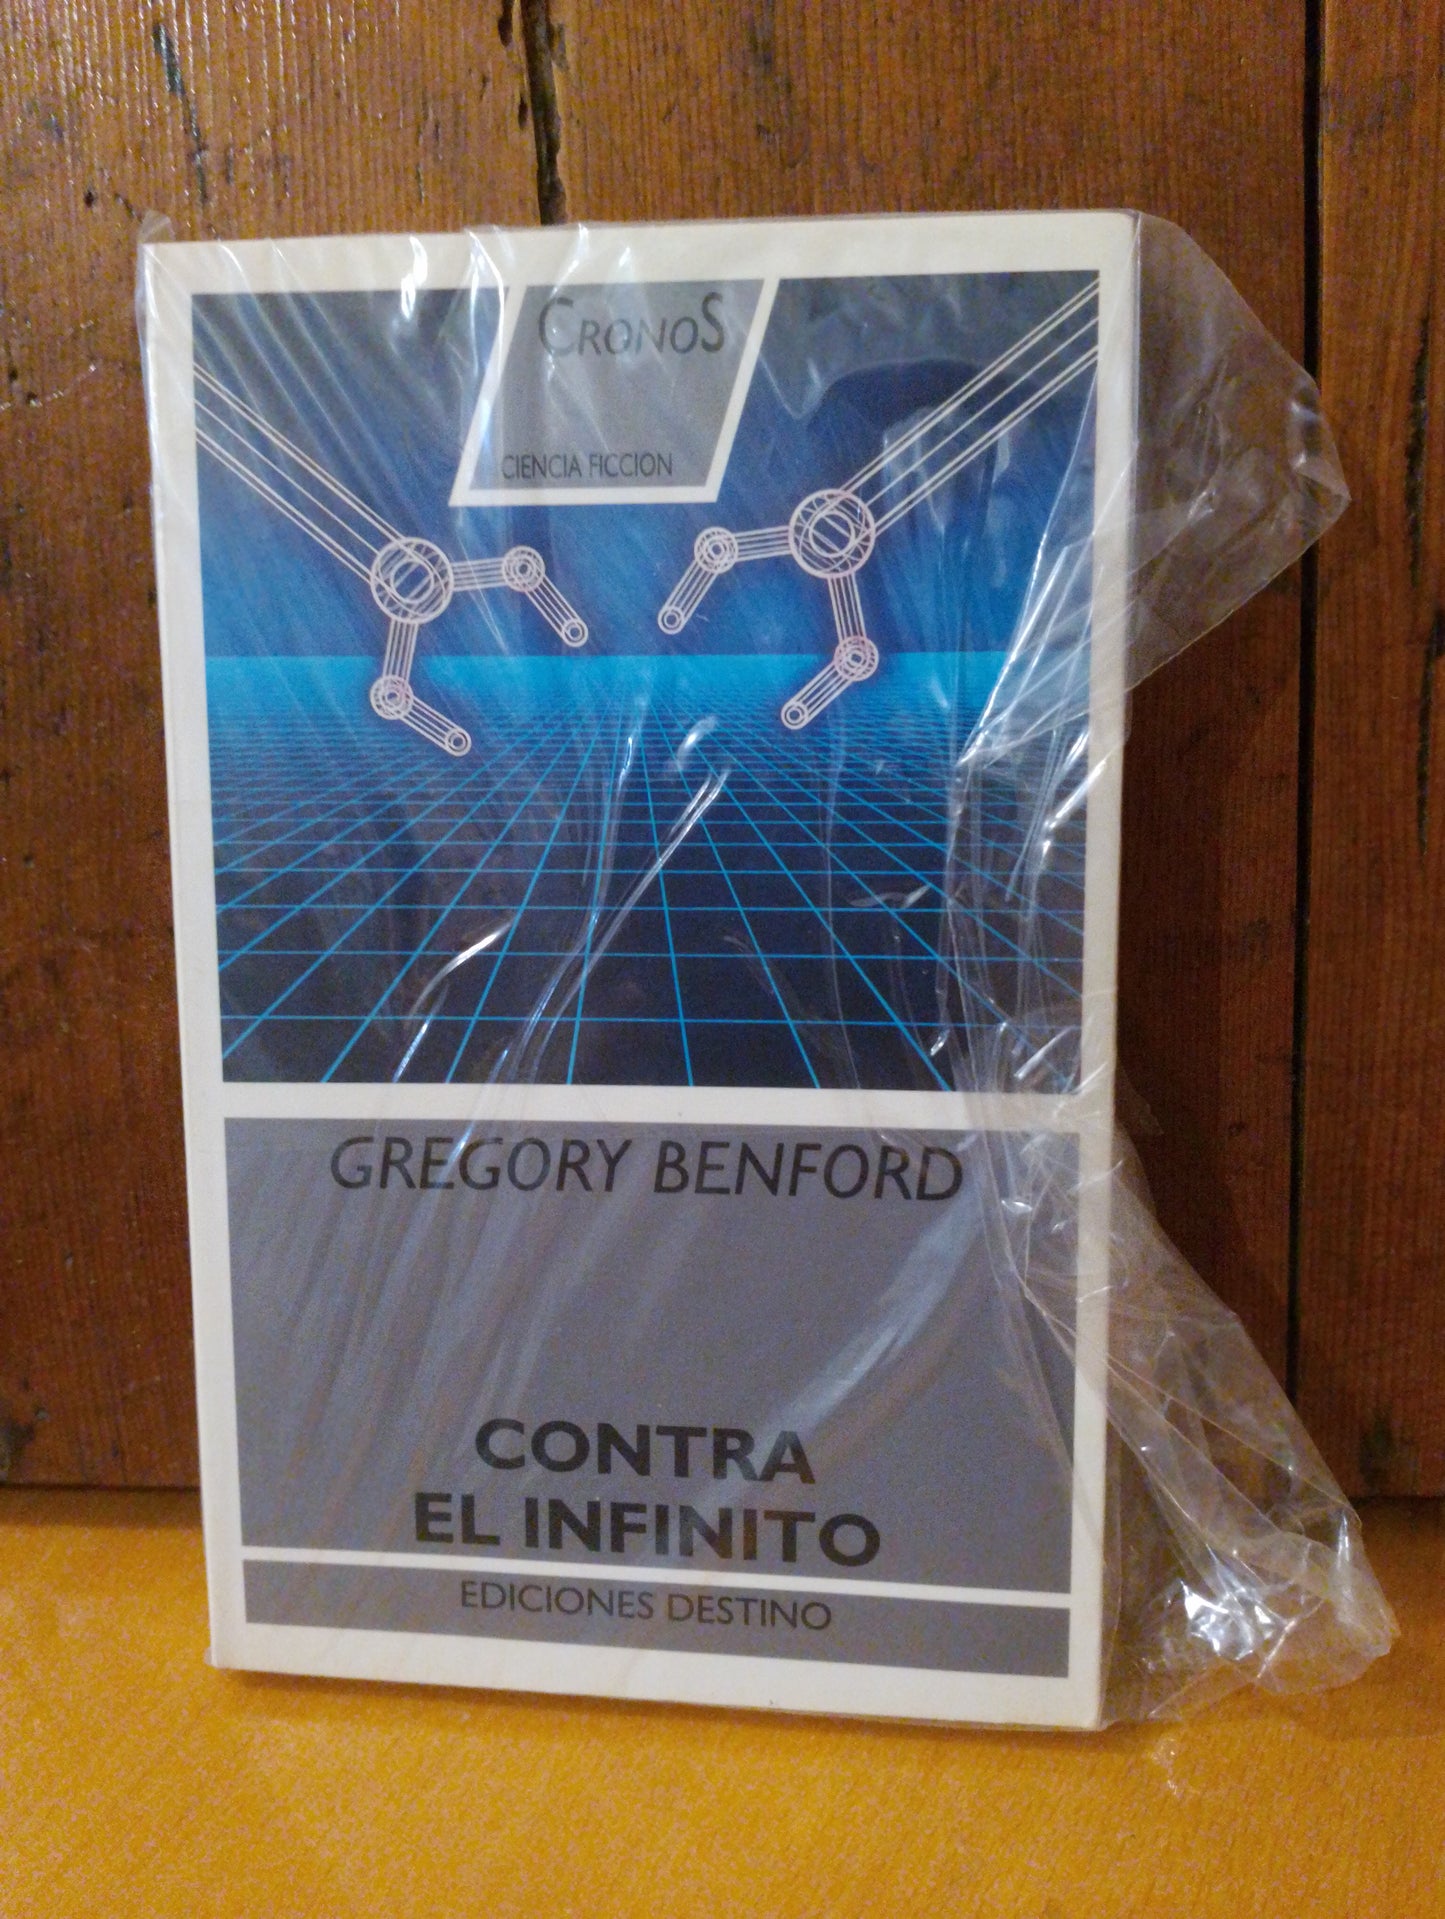 CRONOS
CIENCIA FICCION
GREGORY BENFORD
CONTRA
EL INFINITO
EDICIONES DESTINO